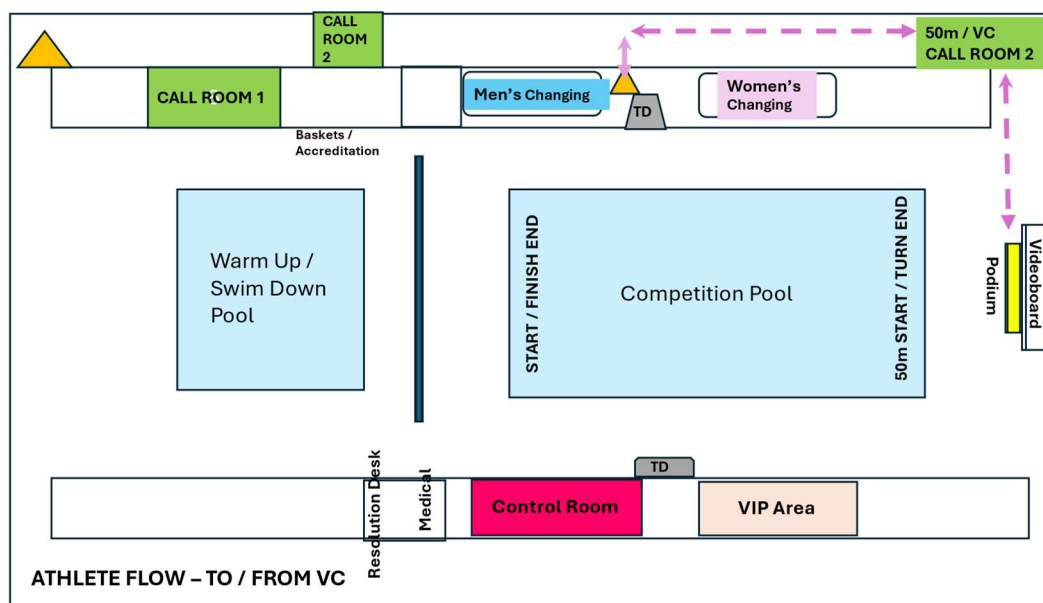 CALL
ROOM
2
50m / VC
CALL ROOM 2
CALL ROOM 1
Men's Changing
TD
Women's
Changing
Baskets /
Accreditation
Warm Up /
Swim Down
Pool
START / FINISH END
Competition Pool
50m START / TURN END
Podium
Videoboard
Resolution Desk
Medical
Control Room
TD
VIP Area
ATHLETE FLOW – TO / FROM VC